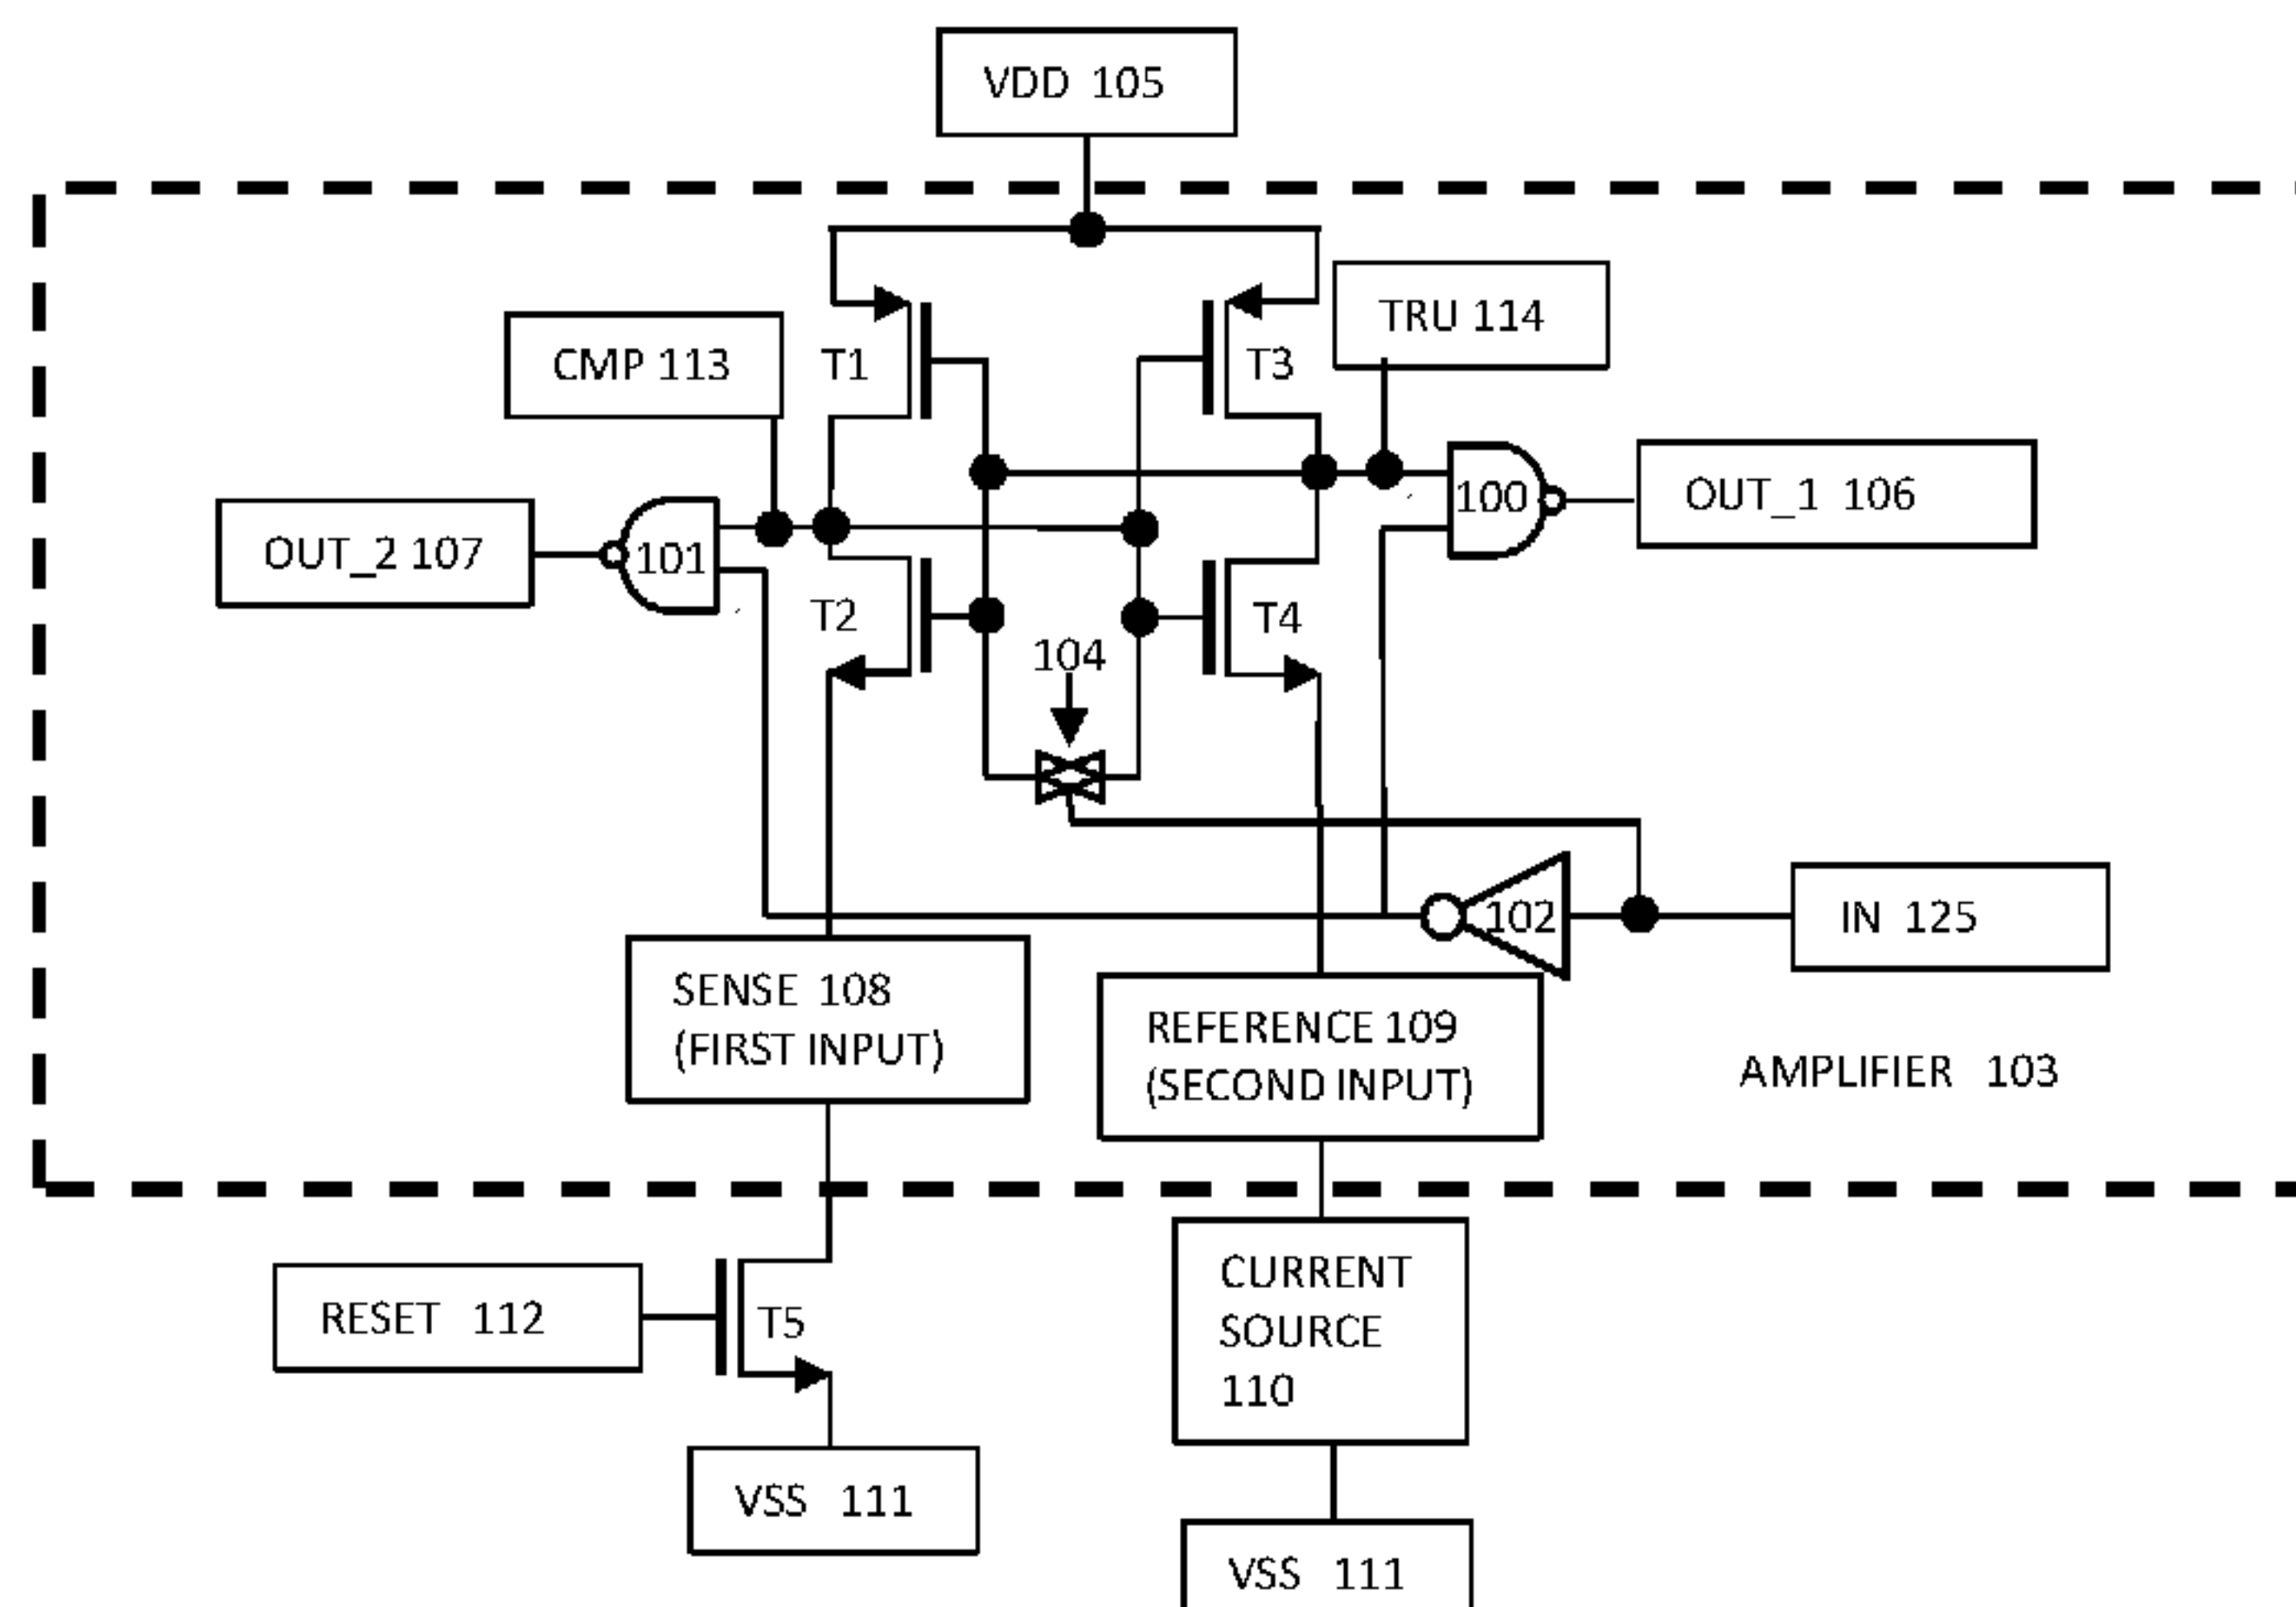 VDD 105
TRU 114
CMP 113
T1
T3
100
OUT_1 106
OUT_2 107
101
T2
T4
104
102
IN 125
SENSE 108
(FIRST INPUT)
REFERENCE 109
(SECOND INPUT)
AMPLIFIER 103
RESET 112
T5
CURRENT
SOURCE
110
VSS 111
VSS 111